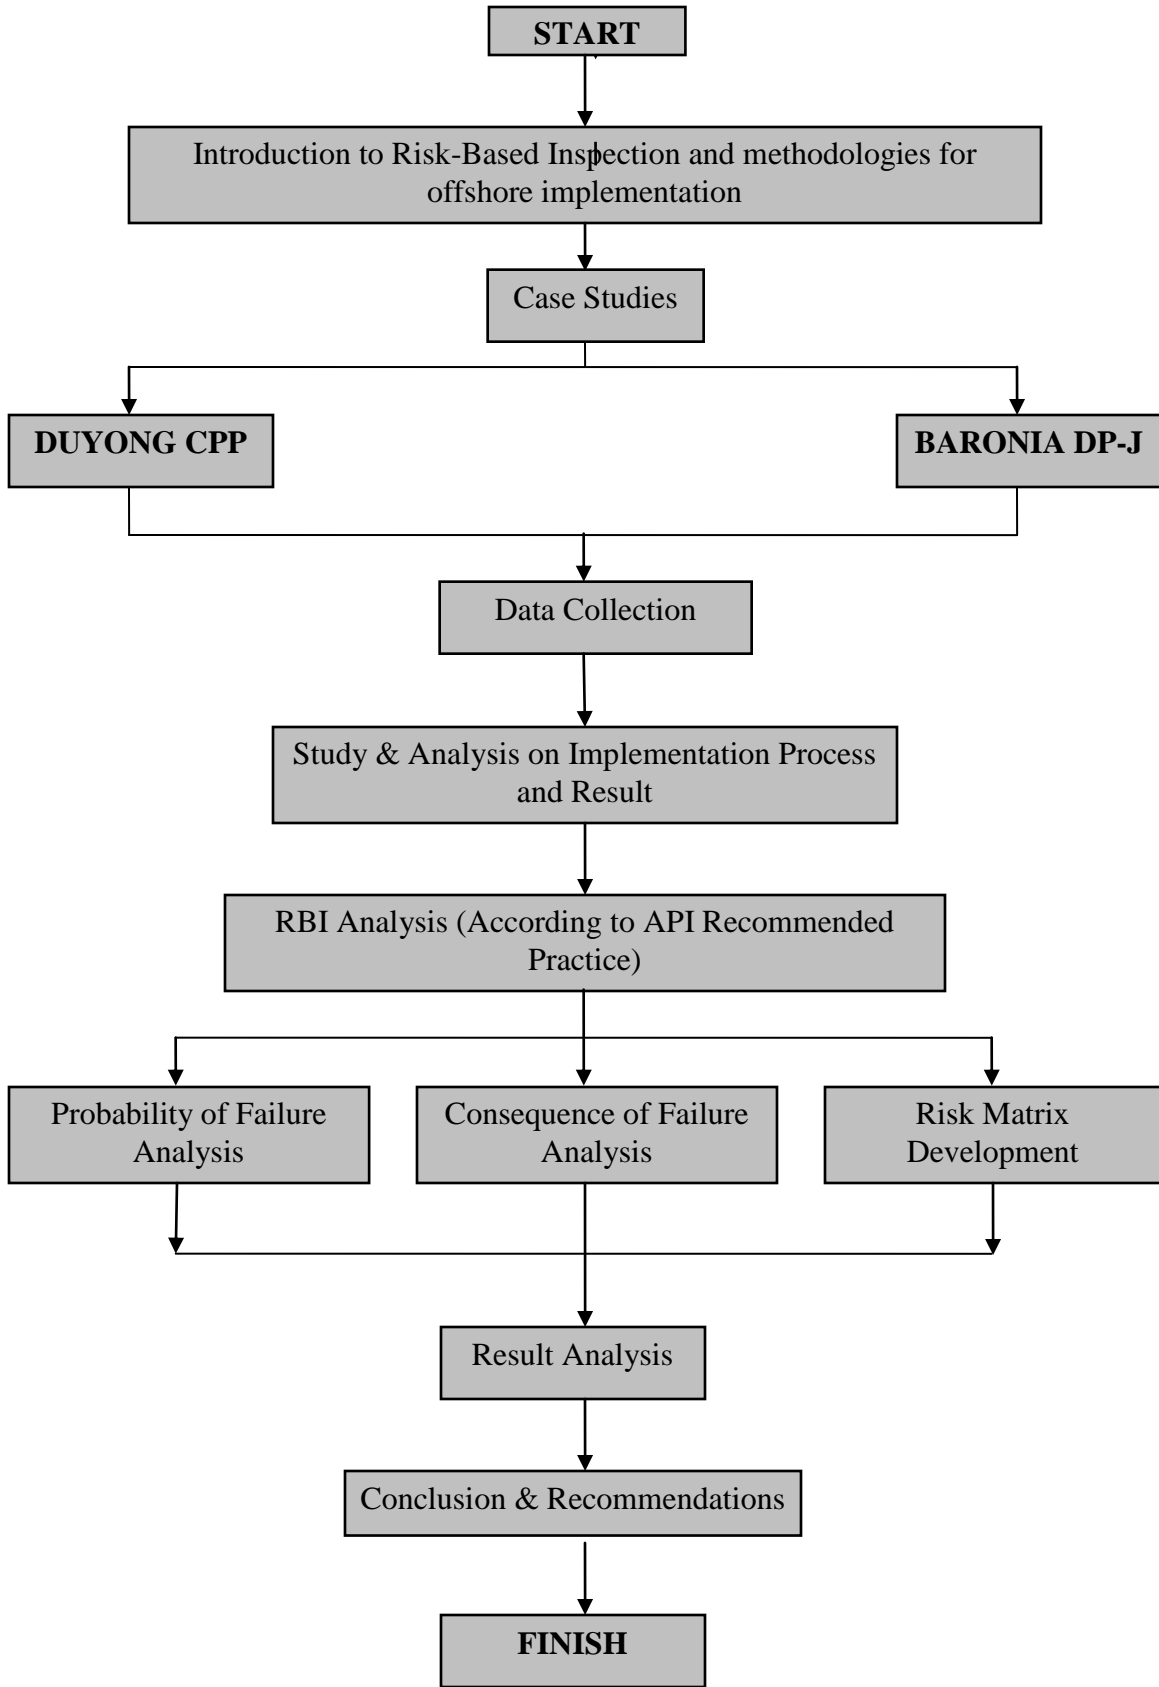 START
Introduction to Risk-Based Inspection and methodologies for
offshore implementation
Case Studies
DUYONG CPP
BARONIA DP-J
Data Collection
Study & Analysis on Implementation Process
and Result
RBI Analysis (According to API Recommended
Practice)
Probability of Failure
Analysis
Consequence of Failure
Analysis
Risk Matrix
Development
Result Analysis
Conclusion & Recommendations
FINISH